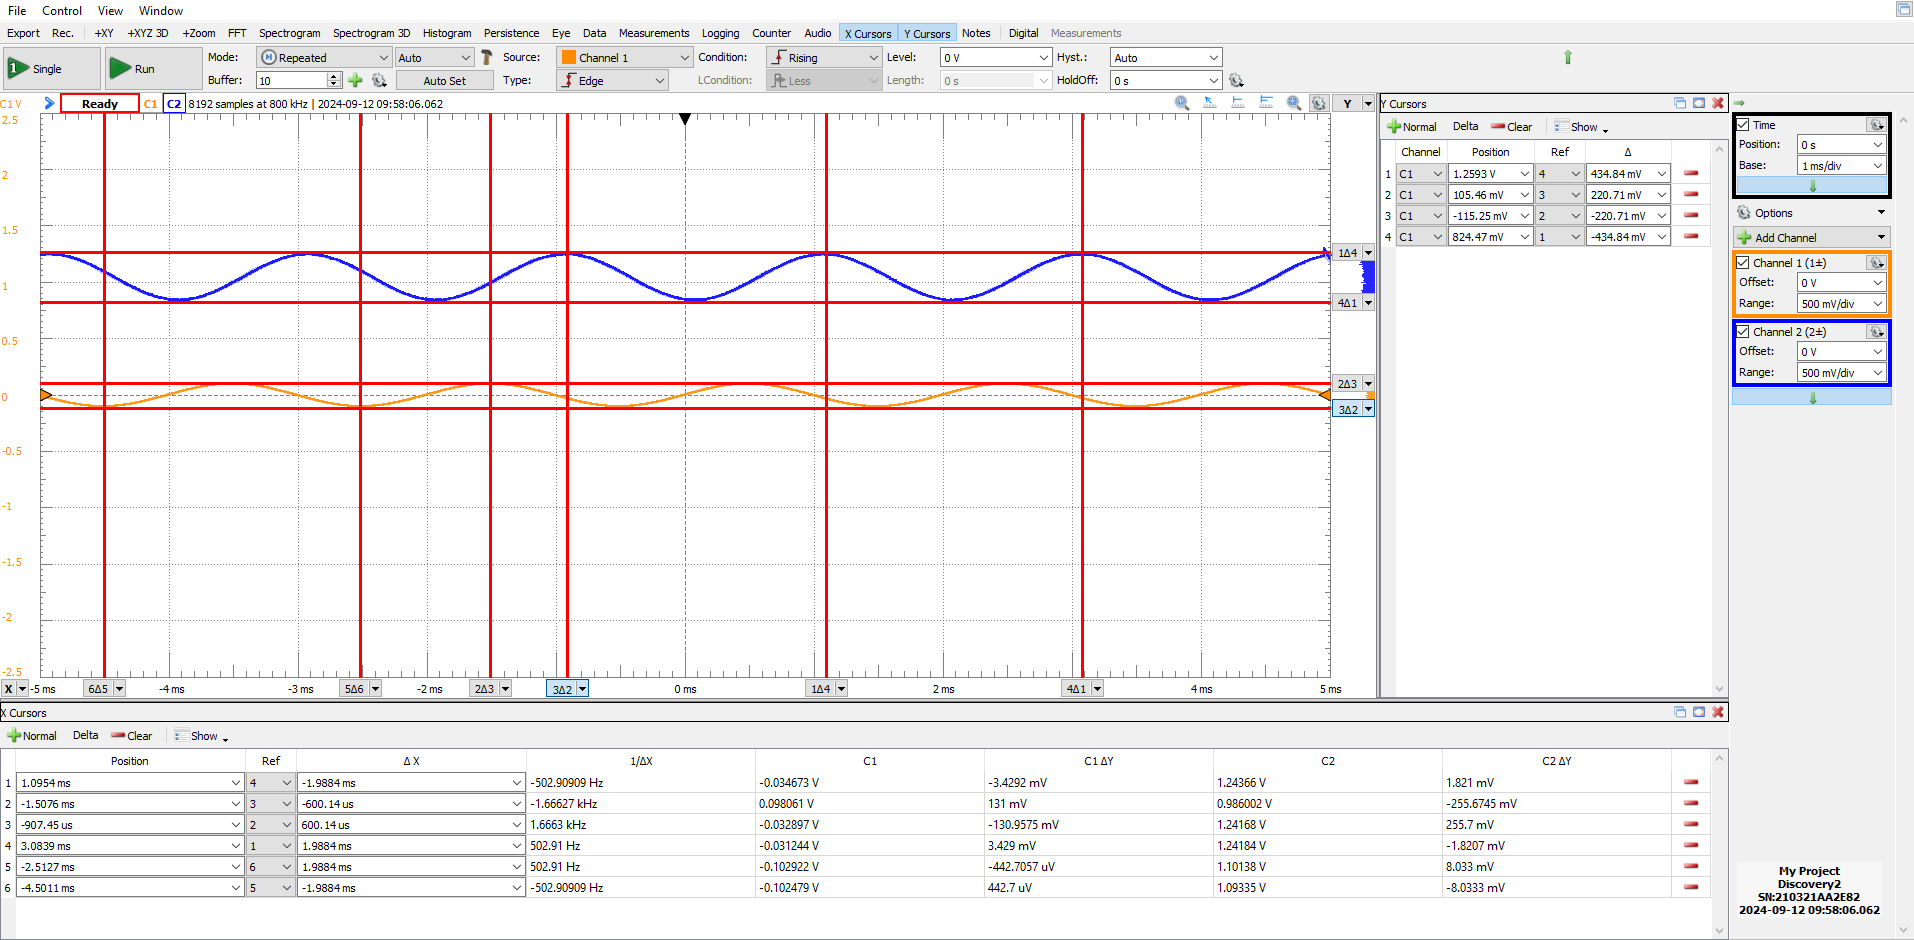 File Control View Window
Export Rec. +XY +XYZ 3D +Zoom FFT Spectrogram Spectrogram 3D Histogram Persistence Eye Data Measurements Logging Counter Audio X Cursors Y Cursors Notes Digital Measurements
1 Single Run Mode: Repeated Auto Source: Channel 1 Condition: Rising Level: 0 V Hyst.: Auto
Buffer: 10 Auto Set Type: Edge LCondition: Less Length: 0 s HoldOff: 0 s
C1 V Ready C1 C2 8192 samples at 800 kHz | 2024-09-12 09:58:06.062 Y
2.5
2
1.5
1
0.5
0
-0.5
-1
-1.5
-2
-2.5
1Δ4
4Δ1
2Δ3
3Δ2
X -5 ms 6Δ5 -4 ms -3 ms 5Δ6 -2 ms 2Δ3 3Δ2 0 ms 1Δ4 2 ms 4Δ1 4 ms 5 ms
Y Cursors
Normal Delta Clear Show
Channel Position Ref Δ
1 C1 1.2593 V 4 434.84 mV
2 C1 105.46 mV 3 220.71 mV
3 C1 -115.25 mV 2 -220.71 mV
4 C1 824.47 mV 1 -434.84 mV
Time
Position: 0 s
Base: 1 ms/div
Options
Add Channel
Channel 1 (1±)
Offset: 0 V
Range: 500 mV/div
Channel 2 (2±)
Offset: 0 V
Range: 500 mV/div
X Cursors
Normal Delta Clear Show
Position Ref Δ X 1/ΔX C1 C1 ΔY C2 C2 ΔY
1 1.0954 ms 4 -1.9884 ms -502.90909 Hz -0.034673 V -3.4292 mV 1.24366 V 1.821 mV
2 -1.5076 ms 3 -600.14 us -1.66627 kHz 0.098061 V 131 mV 0.986002 V -255.6745 mV
3 -907.45 us 2 600.14 us 1.6663 kHz -0.032897 V -130.9575 mV 1.24168 V 255.7 mV
4 3.0839 ms 1 1.9884 ms 502.91 Hz -0.031244 V 3.429 mV 1.24184 V -1.8207 mV
5 -2.5127 ms 6 1.9884 ms 502.91 Hz -0.102922 V -442.7057 uV 1.10138 V 8.033 mV
6 -4.5011 ms 5 -1.9884 ms -502.90909 Hz -0.102479 V 442.7 uV 1.09335 V -8.0333 mV
My Project
Discovery2
SN:210321AA2E82
2024-09-12 09:58:06.062